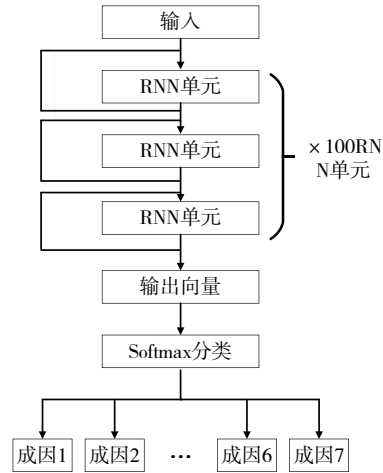 输入
RNN单元
RNN单元
RNN单元
×100RN
N单元
输出向量
Softmax分类
成因1 成因2 … 成因6 成因7